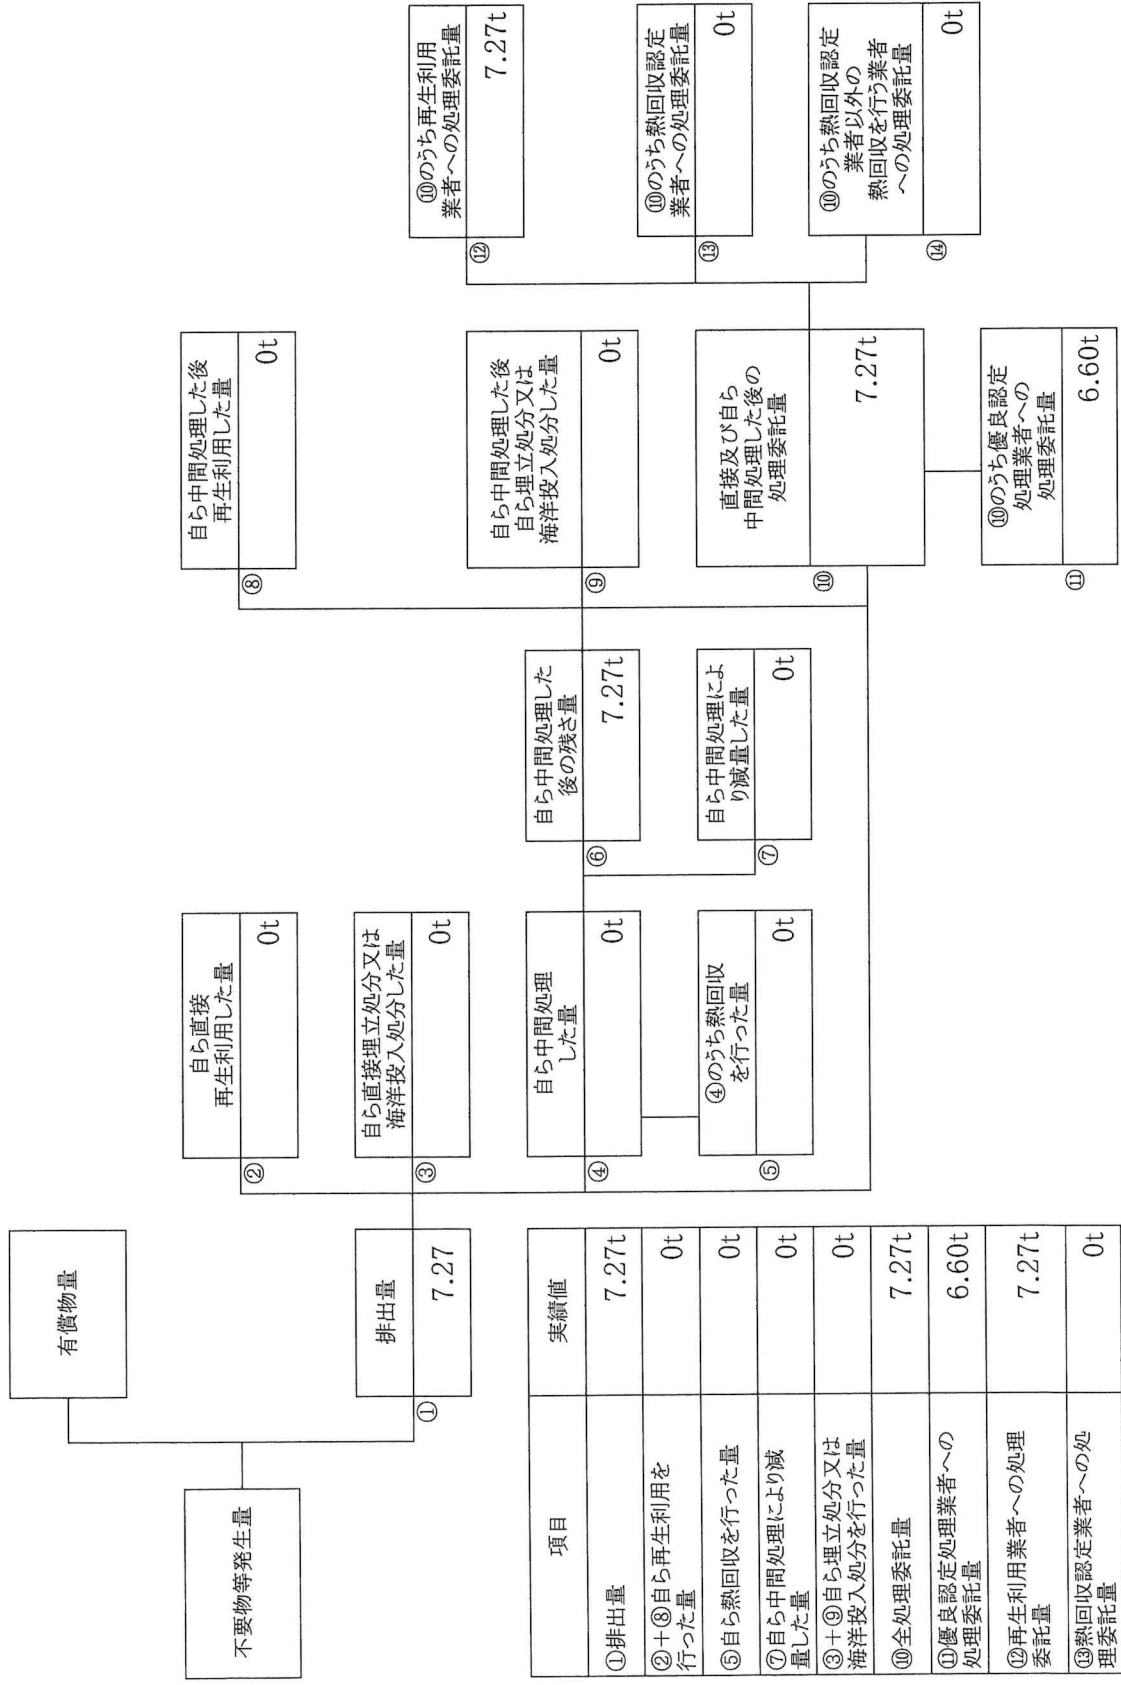 不要物等発生量
有償物量
①
排出量
7.27
②
自ら直接
再生利用した量
0t
③
自ら直接埋立処分又は
海洋投入処分した量
0t
④
自ら中間処理
した量
0t
⑤
④のうち熱回収
を行った量
0t
⑥
自ら中間処理した
後の残さ量
7.27t
⑦
自ら中間処理によ
り減量した量
0t
⑧
自ら中間処理した後
再生利用した量
0t
⑨
自ら中間処理した後
自ら埋立処分又は
海洋投入処分した量
0t
⑩
直接及び自ら
中間処理した後の
処理委託量
7.27t
⑪
⑩のうち優良認定
処理業者への
処理委託量
6.60t
⑫
⑩のうち再生利用
業者への処理委託量
7.27t
⑬
⑩のうち熱回収認定
業者への処理委託量
0t
⑭
⑩のうち熱回収認定
業者以外の
熱回収を行う業者
への処理委託量
0t
項目
実績値
①排出量
7.27t
②+⑧自ら再生利用を
行った量
0t
⑤自ら熱回収を行った量
0t
⑦自ら中間処理により減
量した量
0t
③+⑨自ら埋立処分又は
海洋投入処分を行った量
0t
⑩全処理委託量
7.27t
⑪優良認定処理業者への
処理委託量
6.60t
⑫再生利用業者への処理
委託量
7.27t
⑬熱回収認定業者への処
理委託量
0t